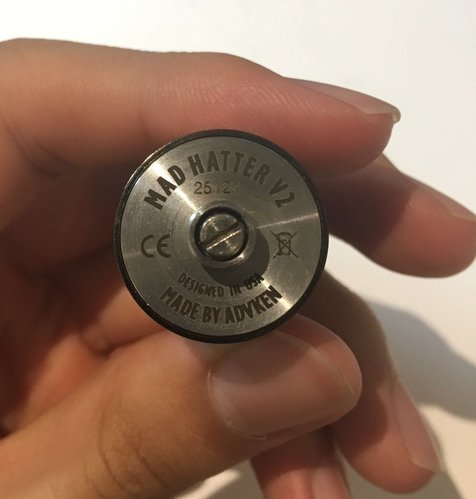 MAD HATTER V2
25121
CE
DESIGNED IN USA
MADE BY ADVKEN